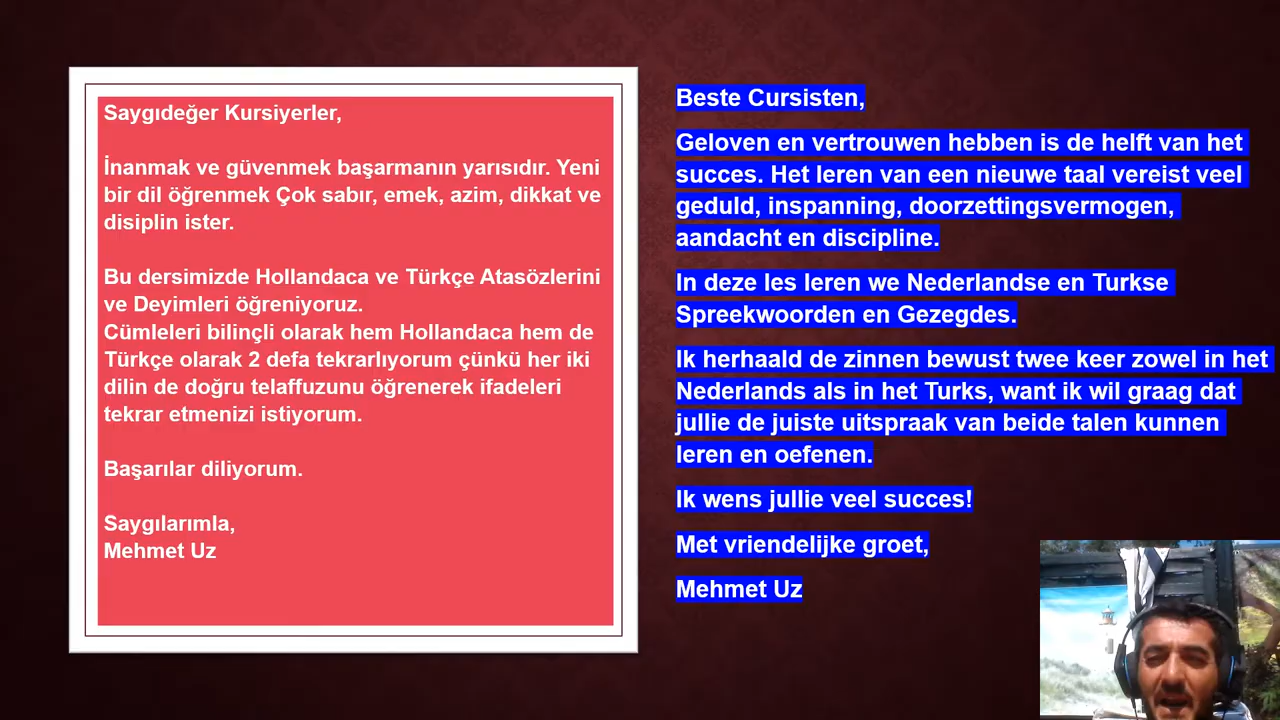 Saygıdeğer Kursiyerler,
İnanmak ve güvenmek başarmanın yarısıdır. Yeni
bir dil öğrenmek Çok sabır, emek, azim, dikkat ve
disiplin ister.
Bu dersimizde Hollandaca ve Türkçe Atasözlerini
ve Deyimleri öğreniyoruz.
Cümleleri bilinçli olarak hem Hollandaca hem de
Türkçe olarak 2 defa tekrarlıyorum çünkü her iki
dilin de doğru telaffuzunu öğrenerek ifadeleri
tekrar etmenizi istiyorum.
Başarılar diliyorum.
Saygılarımla,
Mehmet Uz
Beste Cursisten,
Geloven en vertrouwen hebben is de helft van het
succes. Het leren van een nieuwe taal vereist veel
geduld, inspanning, doorzettingsvermogen,
aandacht en discipline.
In deze les leren we Nederlandse en Turkse
Spreekwoorden en Gezegdes.
Ik herhaald de zinnen bewust twee keer zowel in het
Nederlands als in het Turks, want ik wil graag dat
jullie de juiste uitspraak van beide talen kunnen
leren en oefenen.
Ik wens jullie veel succes!
Met vriendelijke groet,
Mehmet Uz